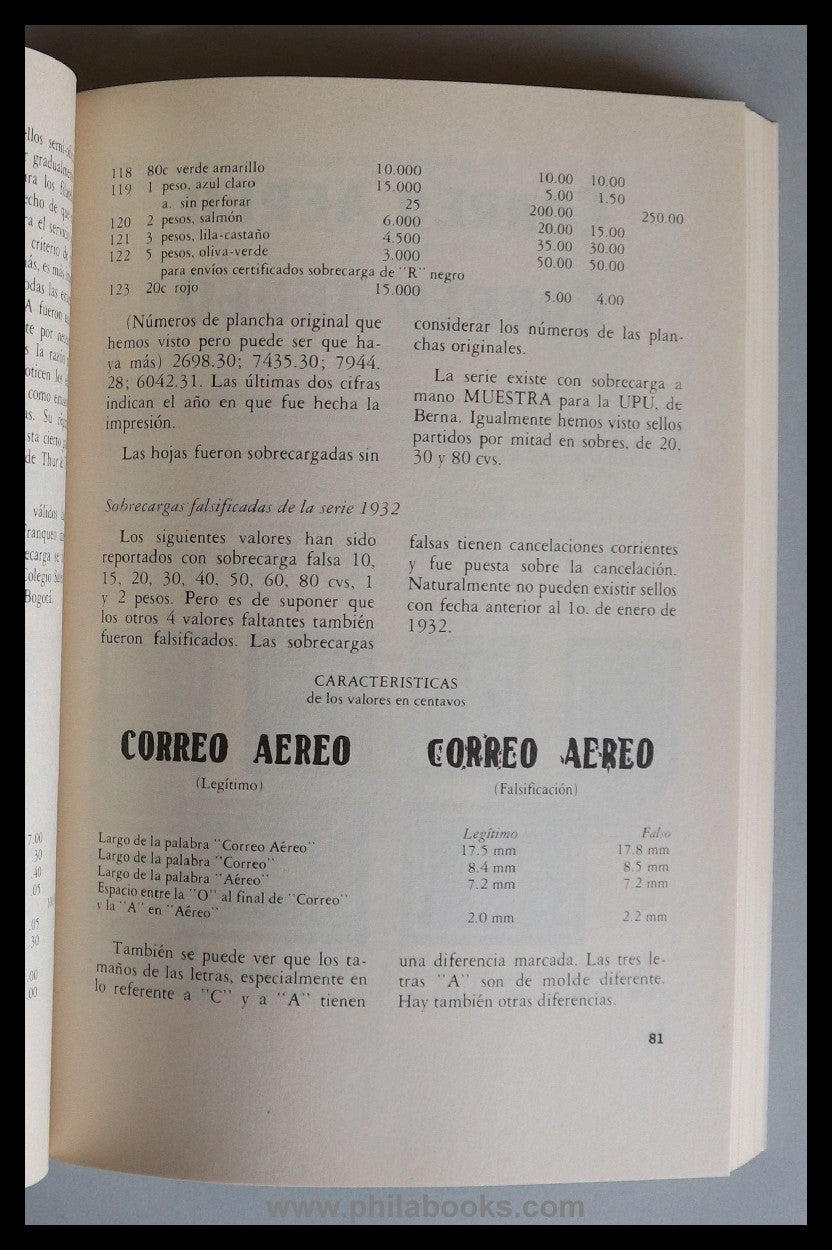 118 80c verde amarillo 10.000 10.00 10.00
119 1 peso, azul claro 15.000 5.00 1.50
a. sin perforar 25 200.00 250.00
120 2 pesos, salmón 6.000 20.00 15.00
121 3 pesos, lila-castaño 4.500 35.00 30.00
122 5 pesos, oliva-verde 3.000 50.00 50.00
para envíos certificados sobrecarga de "R" negro
123 20c rojo 15.000 5.00 4.00
(Números de plancha original que
hemos visto pero puede ser que ha-
ya más) 2698.30; 7435.30; 7944.
28; 6042.31. Las últimas dos cifras
indican el año en que fue hecha la
impresión.
Las hojas fueron sobrecargadas sin
considerar los números de las plan-
chas originales.
La serie existe con sobrecarga a
mano MUESTRA para la UPU, de
Berna. Igualmente hemos visto sellos
partidos por mitad en sobres, de 20,
30 y 80 cvs.
Sobrecargas falsificadas de la serie 1932
Los siguientes valores han sido
reportados con sobrecarga falsa 10,
15, 20, 30, 40, 50, 60, 80 cvs, 1
y 2 pesos. Pero es de suponer que
los otros 4 valores faltantes también
fueron falsificados. Las sobrecargas
falsas tienen cancelaciones corrientes
y fue puesta sobre la cancelación.
Naturalmente no pueden existir sellos
con fecha anterior al 1o. de enero de
1932.
CARACTERISTICAS
de los valores en centavos
CORREO AEREO
(Legítimo)
CORREO AEREO
(Falsificación)
Legítimo Falso
Largo de la palabra "Correo Aéreo" 17.5 mm 17.8 mm
Largo de la palabra "Correo" 8.4 mm 8.5 mm
Largo de la palabra "Aéreo" 7.2 mm 7.2 mm
Espacio entre la "O" al final de "Correo"
y la "A" en "Aéreo" 2.0 mm 2.2 mm
También se puede ver que los ta-
maños de las letras, especialmente en
lo referente a "C" y a "A" tienen
una diferencia marcada. Las tres le-
tras "A" son de molde diferente.
Hay también otras diferencias.
81
www.philabooks.com